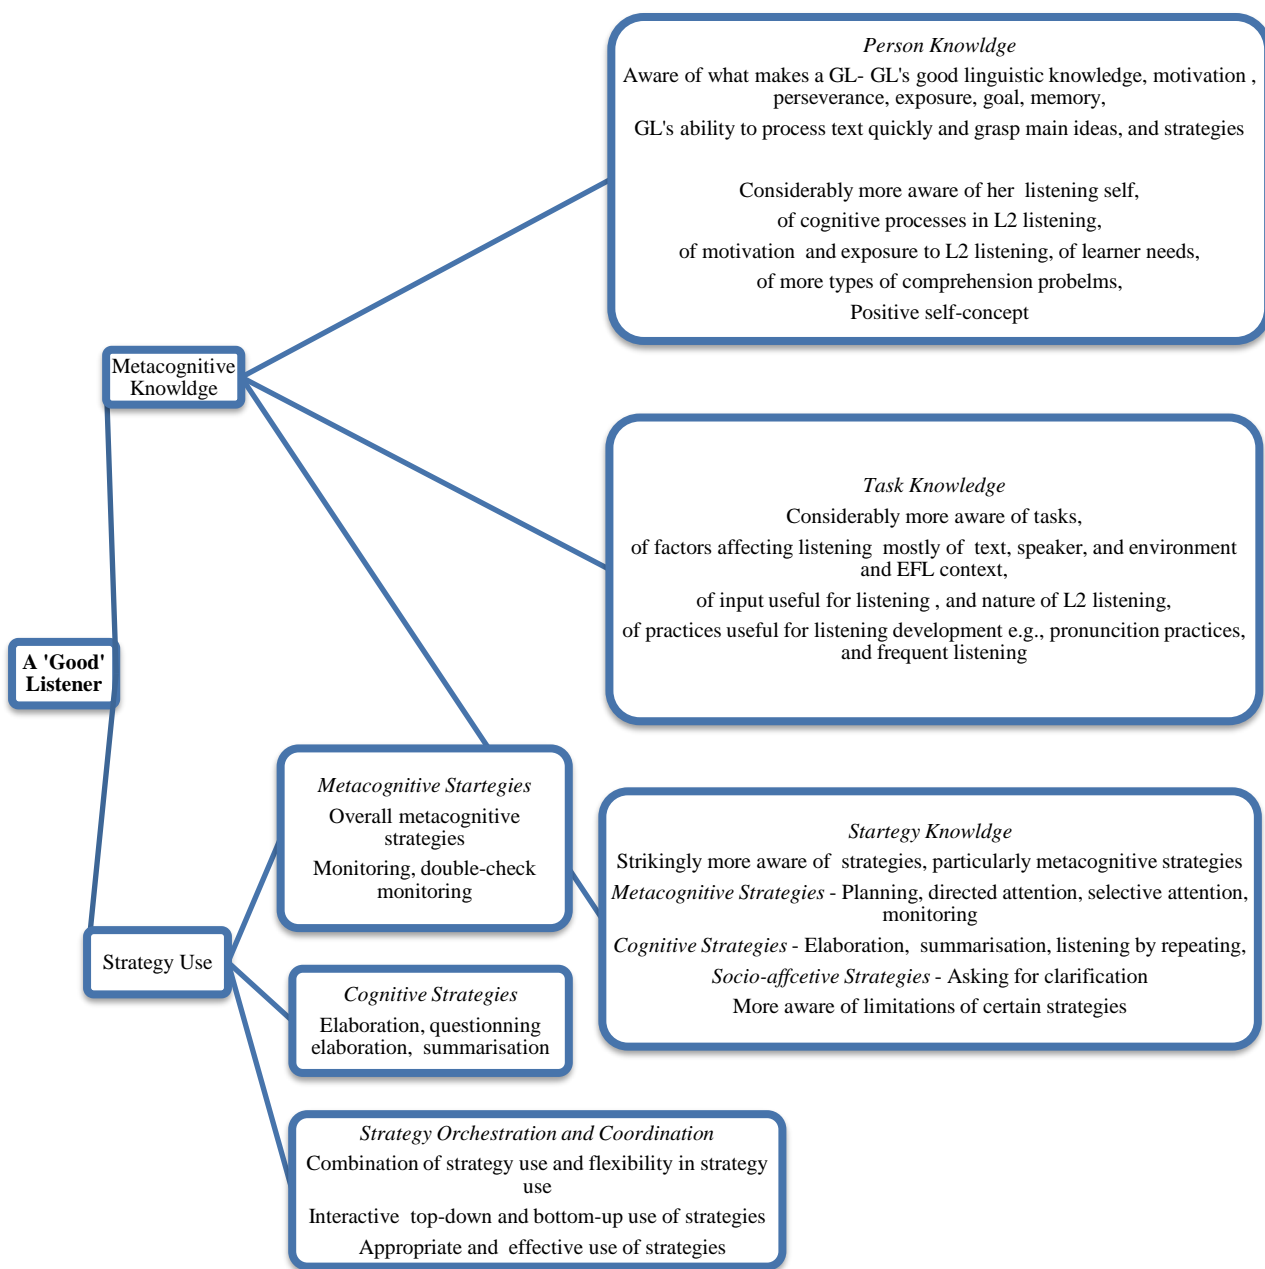 Person Knowldge
Aware of what makes a GL- GL's good linguistic knowledge, motivation ,
perseverance, exposure, goal, memory,
GL's ability to process text quickly and grasp main ideas, and strategies
Considerably more aware of her listening self,
of cognitive processes in L2 listening,
of motivation and exposure to L2 listening, of learner needs,
of more types of comprehension probelms,
Positive self-concept
Metacognitive
Knowldge
Task Knowledge
Considerably more aware of tasks,
of factors affecting listening mostly of text, speaker, and environment
and EFL context,
of input useful for listening , and nature of L2 listening,
of practices useful for listening development e.g., pronuncition practices,
and frequent listening
A 'Good'
Listener
Metacognitive Startegies
Overall metacognitive
strategies
Monitoring, double-check
monitoring
Startegy Knowldge
Strikingly more aware of strategies, particularly metacognitive strategies
Metacognitive Strategies - Planning, directed attention, selective attention,
monitoring
Cognitive Strategies - Elaboration, summarisation, listening by repeating,
Socio-affcetive Strategies - Asking for clarification
More aware of limitations of certain strategies
Strategy Use
Cognitive Strategies
Elaboration, questionning
elaboration, summarisation
Strategy Orchestration and Coordination
Combination of strategy use and flexibility in strategy
use
Interactive top-down and bottom-up use of strategies
Appropriate and effective use of strategies